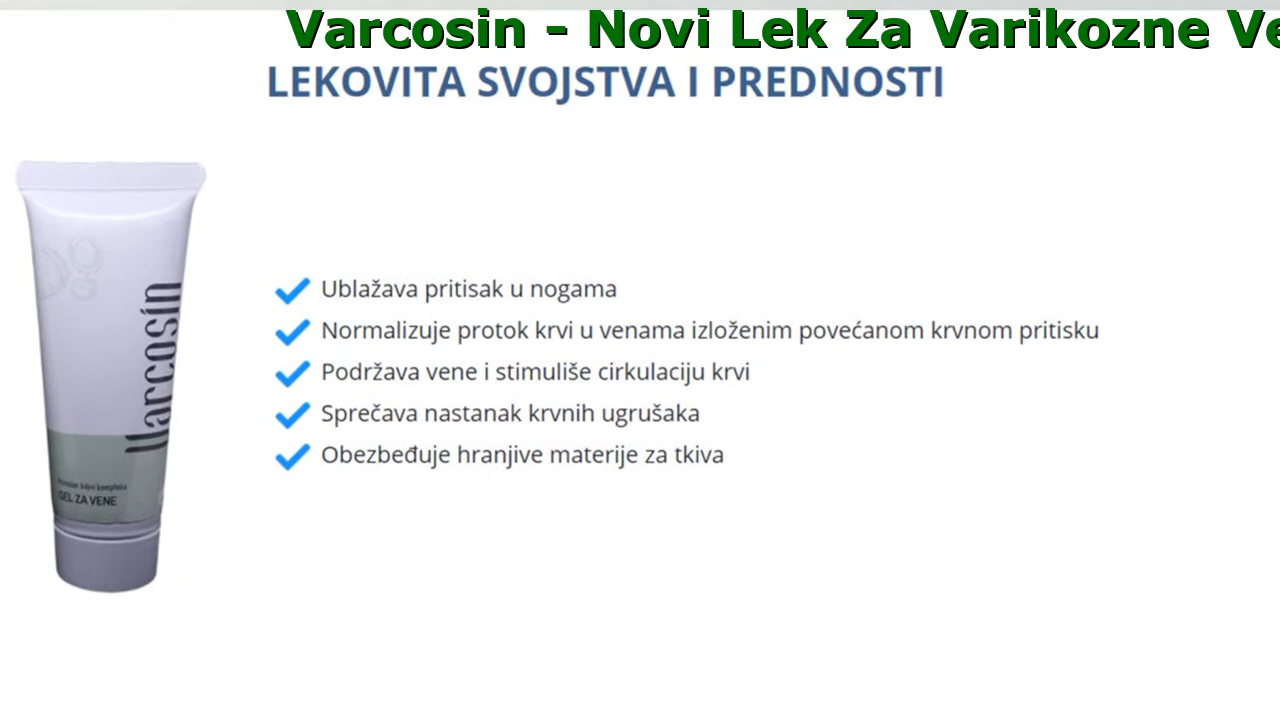 Varcosin - Novi Lek Za Varikozne Ve
LEKOVITA SVOJSTVA I PREDNOSTI
Varcosin
GEL ZA VENE
Ublažava pritisak u nogama
Normalizuje protok krvi u venama izloženim povećanom krvnom pritisku
Podržava vene i stimuliše cirkulaciju krvi
Sprečava nastanak krvnih ugrušaka
Obezbeđuje hranjive materije za tkiva